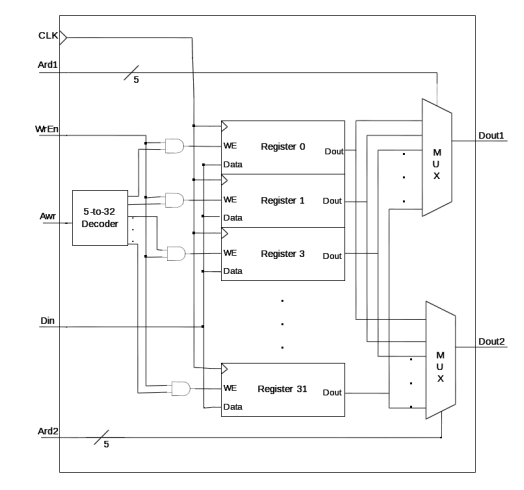 CLK
Ard1
5
WrEn
Register 0
WE
Dout
Data
M
U
X
Dout1
5-to-32
Decoder
Awr
WE
Register 1
Dout
Data
WE
Register 3
Dout
Data
Din
Dout2
M
U
X
WE
Register 31
Dout
Data
Ard2
5